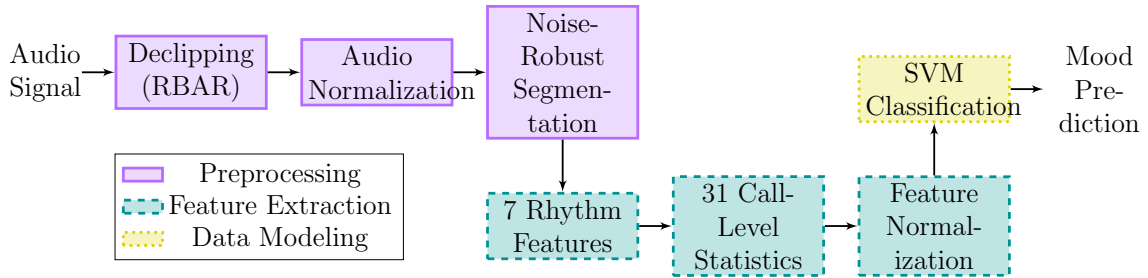 Audio
Signal
Declipping
(RBAR)
Audio
Normalization
Noise-
Robust
Segmen-
tation
SVM
Classification
Mood
Pre-
diction
Preprocessing
Feature Extraction
Data Modeling
7 Rhythm
Features
31 Call-
Level
Statistics
Feature
Normal-
ization